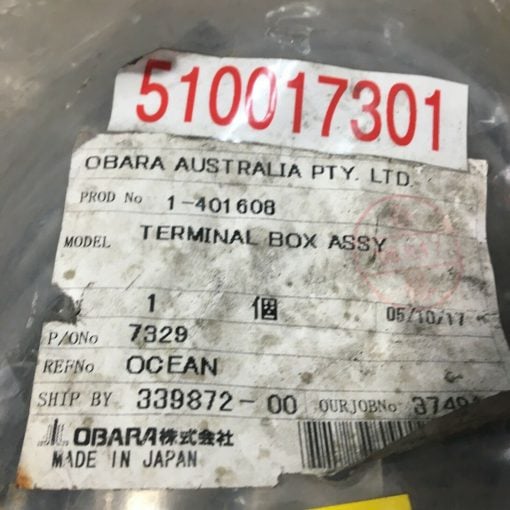 510017301
OBARA AUSTRALIA PTY. LTD.
PROD No 1-401608
MODEL TERMINAL BOX ASSY
1 個 05/10/17
P/ONo 7329
REFNo OCEAN
SHIP BY 339872-00 OURJOBNo
OBARA株式会社
MADE IN JAPAN